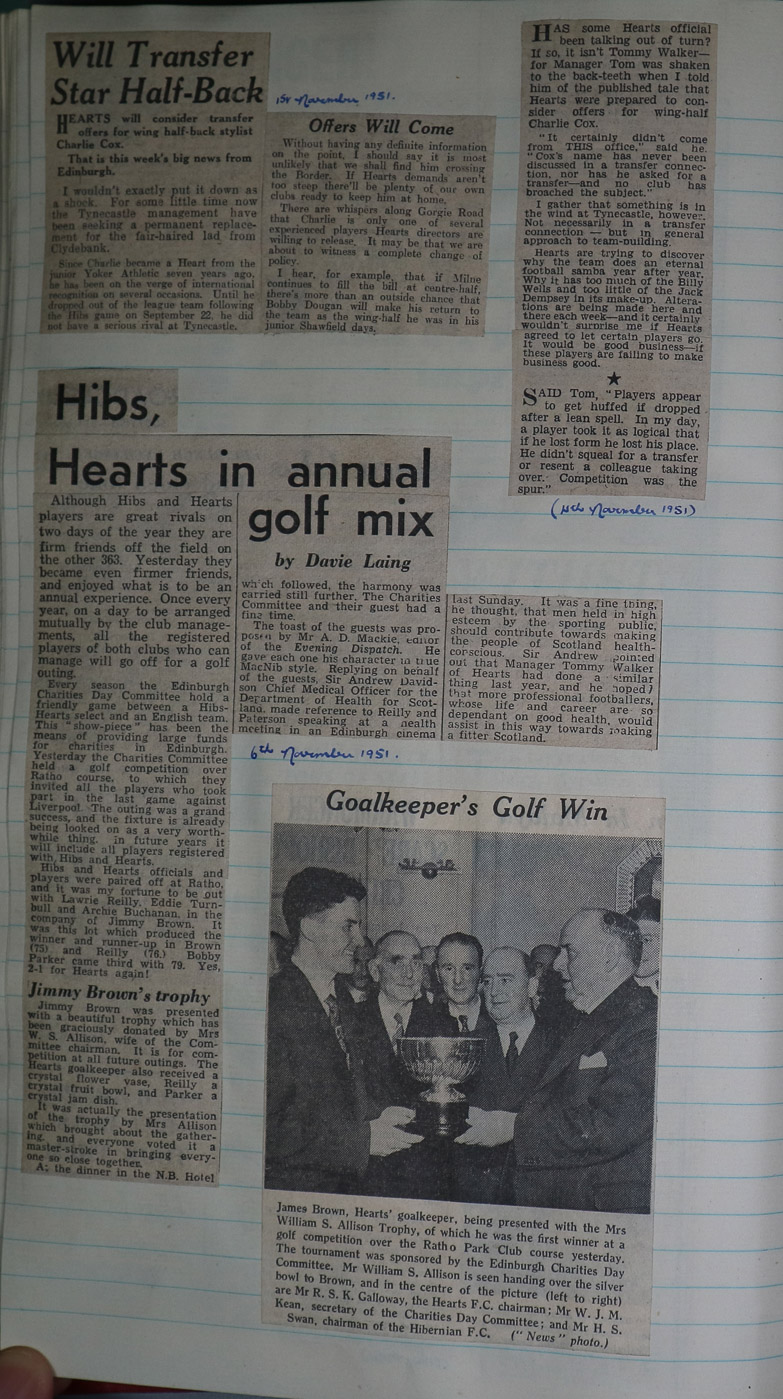 Will Transfer
Star Half-Back
1st November 1951.
HEARTS will consider transfer
offers for wing half-back stylist
Charlie Cox.
That is this week's big news from
Edinburgh.
I wouldn't exactly put it down as
a shock. For some little time now
the Tynecastle management have
been seeking a permanent replace-
ment for the fair-haired lad from
Clydebank.
Since Charlie became a Heart from the
junior Yoker Athletic seven years ago,
he has been on the verge of international
recognition on several occasions. Until he
dropped out of the league team following
the Hibs game on September 22, he did
not have a serious rival at Tynecastle.
Offers Will Come
Without having any definite information
on the point, I should say it is most
unlikely that we shall find him crossing
the Border. If Hearts demands aren't
too steep there'll be plenty of our own
clubs ready to keep him at home.
There are whispers along Gorgie Road
that Charlie is only one of several
experienced players Hearts directors are
willing to release. It may be that we are
about to witness a complete change of
policy.
I hear, for example, that if Milne
continues to fill the bill at centre-half,
there's more than an outside chance that
Bobby Dougan will make his return to
the team as the wing-half he was in his
junior Shawfield days.
HAS some Hearts official
been talking out of turn?
If so, it isn't Tommy Walker—
for Manager Tom was shaken
to the back-teeth when I told
him of the published tale that
Hearts were prepared to con-
sider offers for wing-half
Charlie Cox.
"It certainly didn't come
from THIS office," said he.
"Cox's name has never been
discussed in a transfer connec-
tion, nor has he asked for a
transfer—and no club has
broached the subject."
I gather that something is in
the wind at Tynecastle, however.
Not necessarily in a transfer
connection — but in general
approach to team-building.
Hearts are trying to discover
why the team does an eternal
football samba year after year.
Why it has too much of the Billy
Wells and too little of the Jack
Dempsey in its make-up. Altera-
tions are being made here and
there each week—and it certainly
wouldn't surprise me if Hearts
agreed to let certain players go.
It would be good business—if
these players are failing to make
business good.
★
SAID Tom, "Players appear
to get huffed if dropped
after a lean spell. In my day,
a player took it as logical that
if he lost form he lost his place.
He didn't squeal for a transfer
or resent a colleague taking
over. Competition was the
spur."
November 1951)
Hibs,
Hearts in annual
golf mix
by Davie Laing
Although Hibs and Hearts
players are great rivals on
two days of the year they are
firm friends off the field on
the other 363. Yesterday they
became even firmer friends,
and enjoyed what is to be an
annual experience. Once every
year, on a day to be arranged
mutually by the club manage-
ments, all the registered
players of both clubs who can
manage will go off for a golf
outing.
Every season the Edinburgh
Charities Day Committee hold a
friendly game between a Hibs-
Hearts select and an English team.
This "show-piece" has been the
means of providing large funds
for charities in Edinburgh.
Yesterday the Charities Committee
held a golf competition over
Ratho course, to which they
invited all the players who took
part in the last game against
Liverpool. The outing was a grand
success, and the fixture is already
being looked on as a very worth-
while thing. In future years it
will include all players registered
with Hibs and Hearts.
Hibs and Hearts officials and
players were paired off at Ratho,
and it was my fortune to be out
with Lawrie Reilly, Eddie Turn-
bull and Archie Buchanan, in the
company of Jimmy Brown. It
was this lot which produced the
winner and runner-up in Brown
(75) and Reilly (76.) Bobby
Parker came third with 79. Yes,
2-1 for Hearts again!
Jimmy Brown's trophy
Jimmy Brown was presented
with a beautiful trophy which has
been graciously donated by Mrs
W. S. Allison, wife of the Com-
mittee chairman. It is for com-
petition at all future outings. The
Hearts goalkeeper also received a
crystal flower vase, Reilly a
crystal fruit bowl, and Parker a
crystal jam dish.
It was actually the presentation
of the trophy by Mrs Allison
which brought about the gather-
ing, and everyone voted it a
master-stroke in bringing every-
one so close together.
At the dinner in the N.B. Hotel
which followed, the harmony was
carried still further. The Charities
Committee and their guest had a
fine time.
The toast of the guests was pro-
posed by Mr A. D. Mackie, editor
of the Evening Dispatch. He
gave each one his character in true
MacNib style. Replying on behalf
of the guests, Sir Andrew David-
son Chief Medical Officer for the
Department of Health for Scot-
land, made reference to Reilly and
Paterson speaking at a health
meeting in an Edinburgh cinema
last Sunday. It was a fine thing,
he thought, that men held in high
esteem by the sporting public,
should contribute towards making
the people of Scotland health-
conscious. Sir Andrew pointed
out that Manager Tommy Walker
of Hearts had done a similar
thing last year, and he hoped
that more professional footballers,
whose life and career are so
dependant on good health, would
assist in this way towards making
a fitter Scotland.
6th November 1951.
Goalkeeper's Golf Win
James Brown, Hearts' goalkeeper, being presented with the Mrs
William S. Allison Trophy, of which he was the first winner at a
golf competition over the Ratho Park Club course yesterday.
The tournament was sponsored by the Edinburgh Charities Day
Committee. Mr William S. Allison is seen handing over the silver
bowl to Brown, and in the centre of the picture (left to right)
are Mr R. S. K. Galloway, the Hearts F.C. chairman; Mr W. J. M.
Kean, secretary of the Charities Day Committee; and Mr H. S.
Swan, chairman of the Hibernian F.C. ("News" photo.)